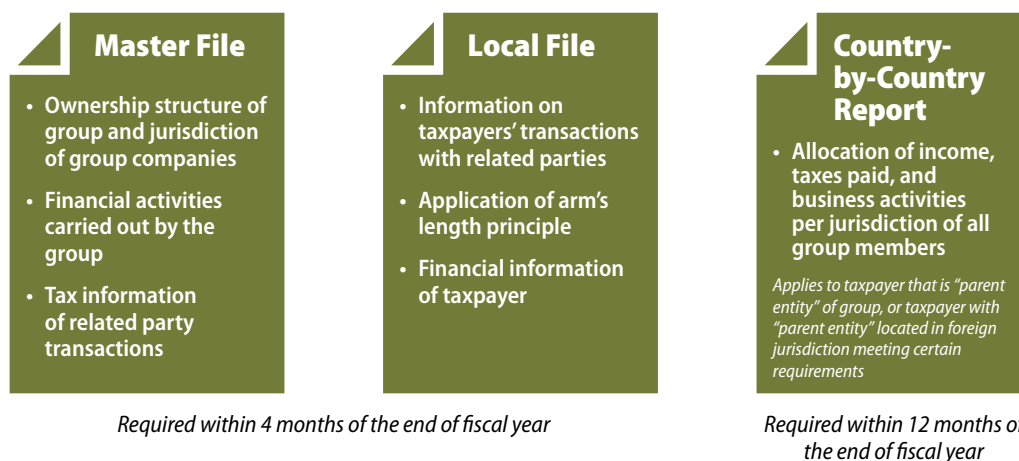 Master File
• Ownership structure of
group and jurisdiction
of group companies
• Financial activities
carried out by the
group
• Tax information
of related party
transactions
Local File
• Information on
taxpayers’ transactions
with related parties
• Application of arm’s
length principle
• Financial information
of taxpayer
Required within 4 months of the end of fiscal year
Country-
by-Country
Report
• Allocation of income,
taxes paid, and
business activities
per jurisdiction of all
group members
Applies to taxpayer that is “parent
entity” of group, or taxpayer with
“parent entity” located in foreign
jurisdiction meeting certain
requirements
Required within 12 months of
the end of fiscal year